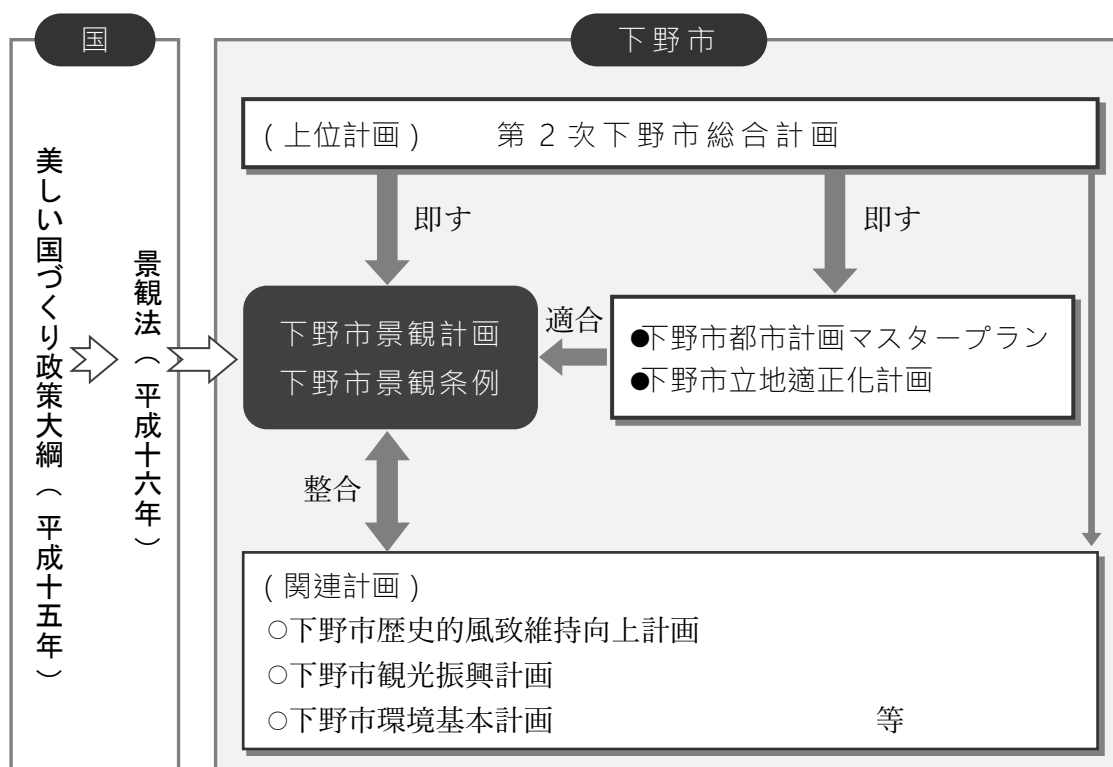 国
美しい国づくり政策大綱(平成十五年)
景観法(平成十六年)
下野市
(上位計画) 第2次下野市総合計画
即す
即す
下野市景観計画
下野市景観条例
適合
●下野市都市計画マスタープラン
●下野市立地適正化計画
整合
(関連計画)
○下野市歴史的風致維持向上計画
○下野市観光振興計画
○下野市環境基本計画 等